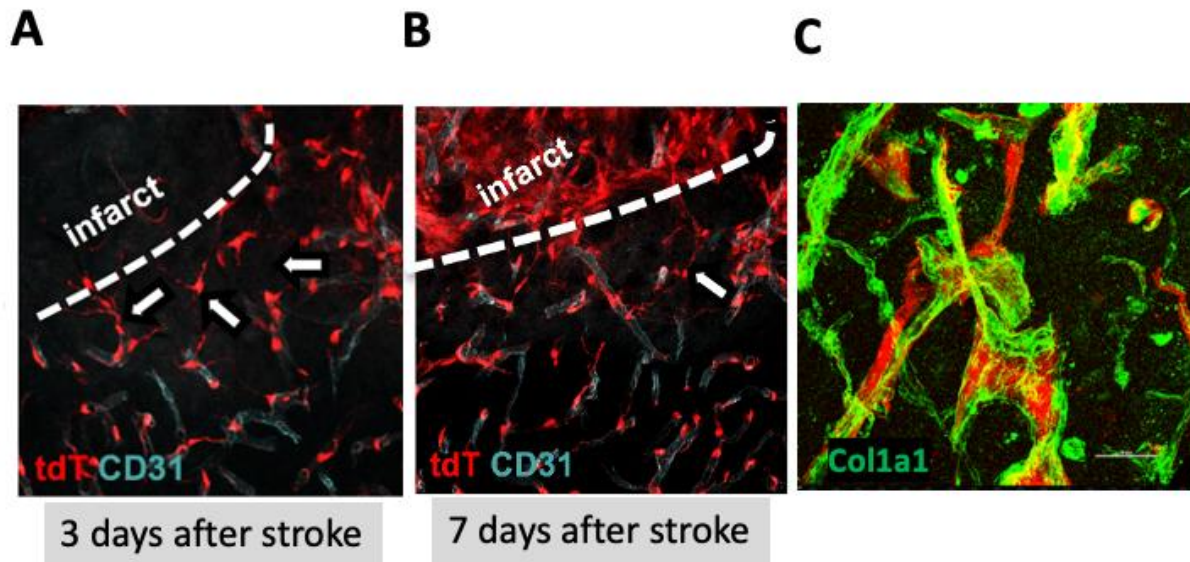 A
B
C
infarct
infarct
tdT CD31
tdT CD31
Col1a1
3 days after stroke
7 days after stroke